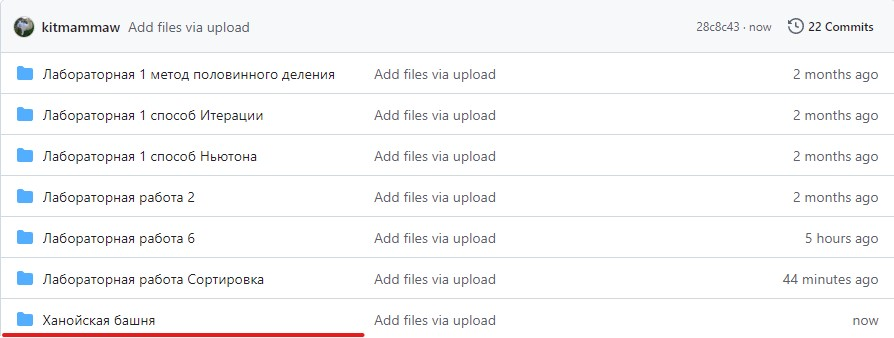 kitmammaw Add files via upload 28c8c43 · now 22 Commits
Лабораторная 1 метод половинного деления Add files via upload 2 months ago
Лабораторная 1 способ Итерации Add files via upload 2 months ago
Лабораторная 1 способ Ньютона Add files via upload 2 months ago
Лабораторная работа 2 Add files via upload 2 months ago
Лабораторная работа 6 Add files via upload 5 hours ago
Лабораторная работа Сортировка Add files via upload 44 minutes ago
Ханойская башня Add files via upload now